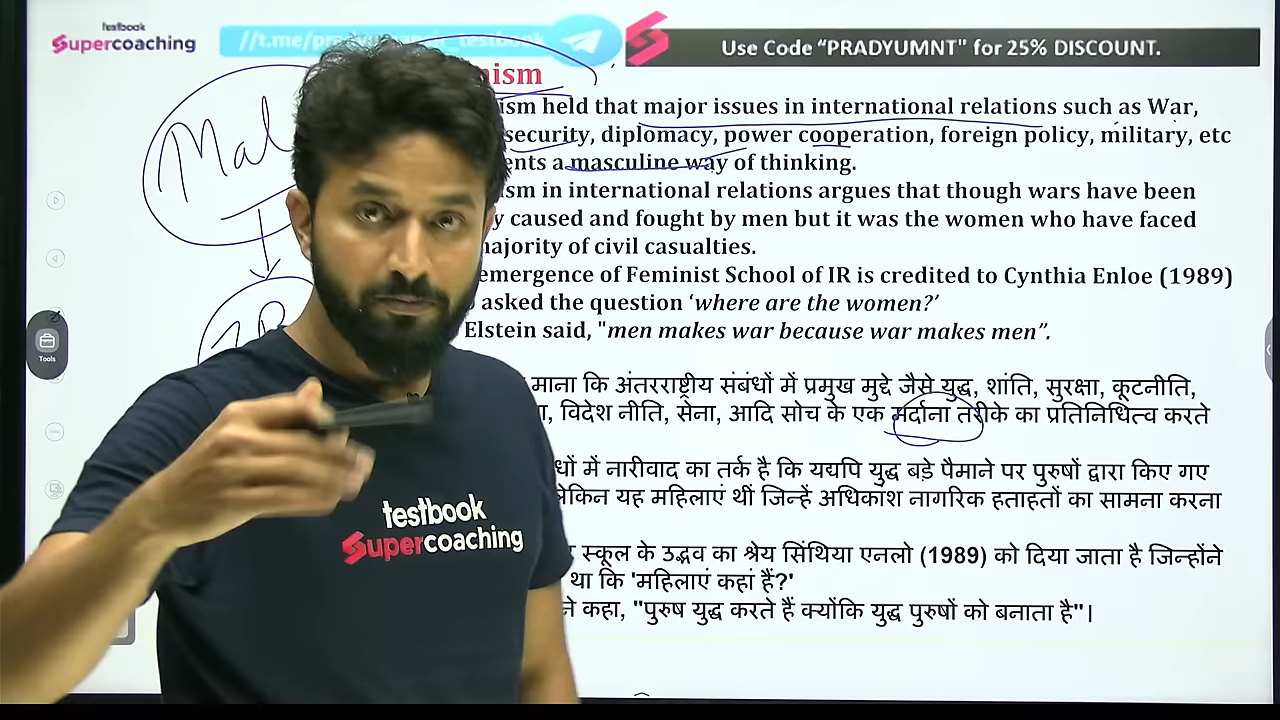 testbook
Supercoaching
Use Code “PRADYUMNT" for 25% DISCOUNT.
held that major issues in international relations such as War,
security, diplomacy, power cooperation, foreign policy, military, etc
a masculine way of thinking.
in international relations argues that though wars have been
caused and fought by men but it was the women who have faced
of civil casualties.
emergence of Feminist School of IR is credited to Cynthia Enloe (1989)
asked the question ‘where are the women?’
Elstein said, "men makes war because war makes men”.
Mal
IR
Tools
माना कि अंतरराष्ट्रीय संबंधों में प्रमुख मुद्दे जैसे युद्ध, शांति, सुरक्षा, कूटनीति,
विदेश नीति, सेना, आदि सोच के एक मर्दाना तरीके का प्रतिनिधित्व करते
में नारीवाद का तर्क है कि यद्यपि युद्ध बड़े पैमाने पर पुरुषों द्वारा किए गए
लेकिन यह महिलाएं थीं जिन्हें अधिकाश नागरिक हताहतों का सामना करना
स्कूल के उद्भव का श्रेय सिंथिया एनलो (1989) को दिया जाता है जिन्होंने
था कि 'महिलाएं कहां हैं?'
ने कहा, "पुरुष युद्ध करते हैं क्योंकि युद्ध पुरुषों को बनाता है"।
testbook
Supercoaching